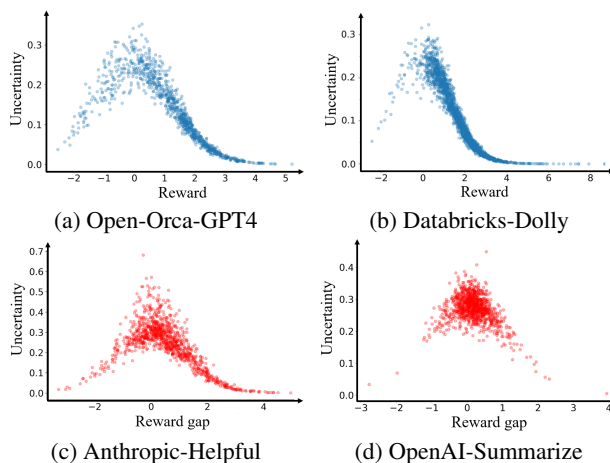 Uncertainty
0.3
0.2
0.1
0.0
−2 −1 0 1 2 3 4 5
Reward
(a) Open-Orca-GPT4
Uncertainty
0.3
0.2
0.1
0.0
−2 0 2 4 6 8
Reward
(b) Databricks-Dolly
Uncertainty
0.7
0.6
0.5
0.4
0.3
0.2
0.1
0.0
−2 0 2 4
Reward gap
(c) Anthropic-Helpful
Uncertainty
0.4
0.3
0.2
0.1
0.0
−3 −2 −1 0 1 2 3 4
Reward gap
(d) OpenAI-Summarize